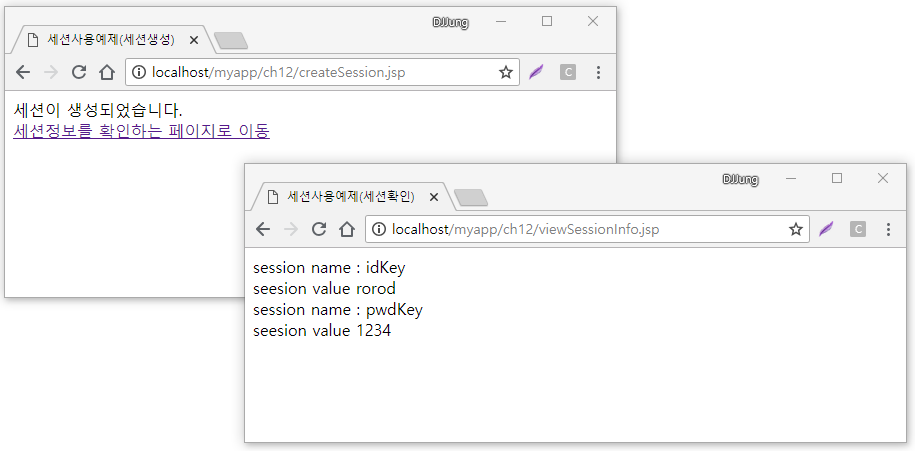 DJJung
세션사용예제(세션생성)
localhost/myapp/ch12/createSession.jsp
C
세션이 생성되었습니다.
세션정보를 확인하는 페이지로 이동
DJJung
세션사용예제(세션확인)
localhost/myapp/ch12/viewSessionInfo.jsp
C
session name : idKey
seesion value rorod
session name : pwdKey
seesion value 1234